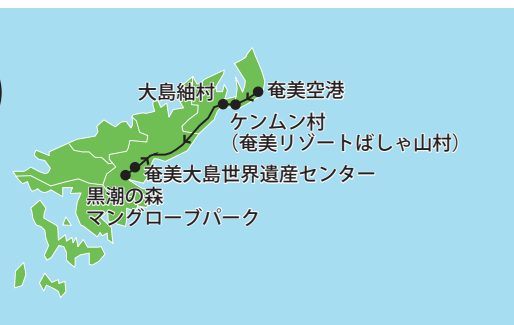 大島紬村
奄美空港
ケンムン村
（奄美リゾートばしゃ山村）
奄美大島世界遺産センター
黒潮の森
マングローブパーク